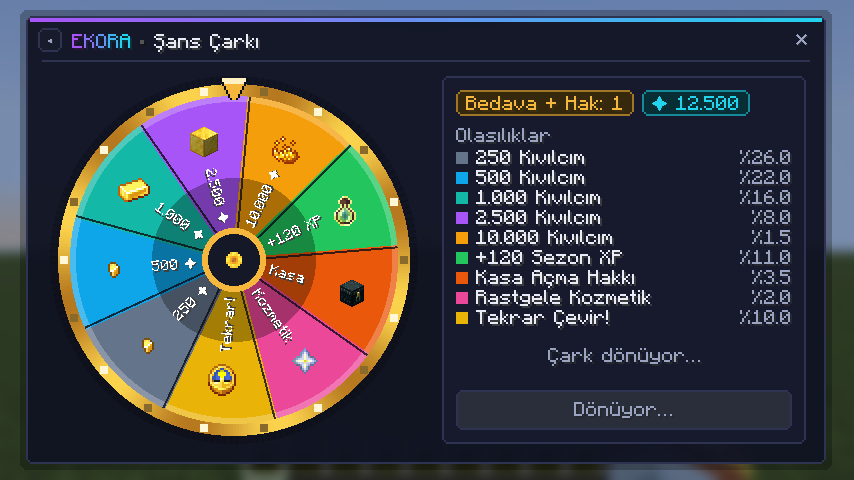 EKORA · Şans Çarkı
Bedava + Hak: 1
12.500
Olasılıklar
250 Kıvılcım %26.0
500 Kıvılcım %22.0
1.000 Kıvılcım %16.0
2.500 Kıvılcım %8.0
10.000 Kıvılcım %1.5
+120 Sezon XP %11.0
Kasa Açma Hakkı %3.5
Rastgele Kozmetik %2.0
Tekrar Çevir! %10.0
Çark dönüyor...
Dönüyor...
2.500
10.000
+120 XP
Kasa
Kozmetik
Tekrar!
250
500
1.000